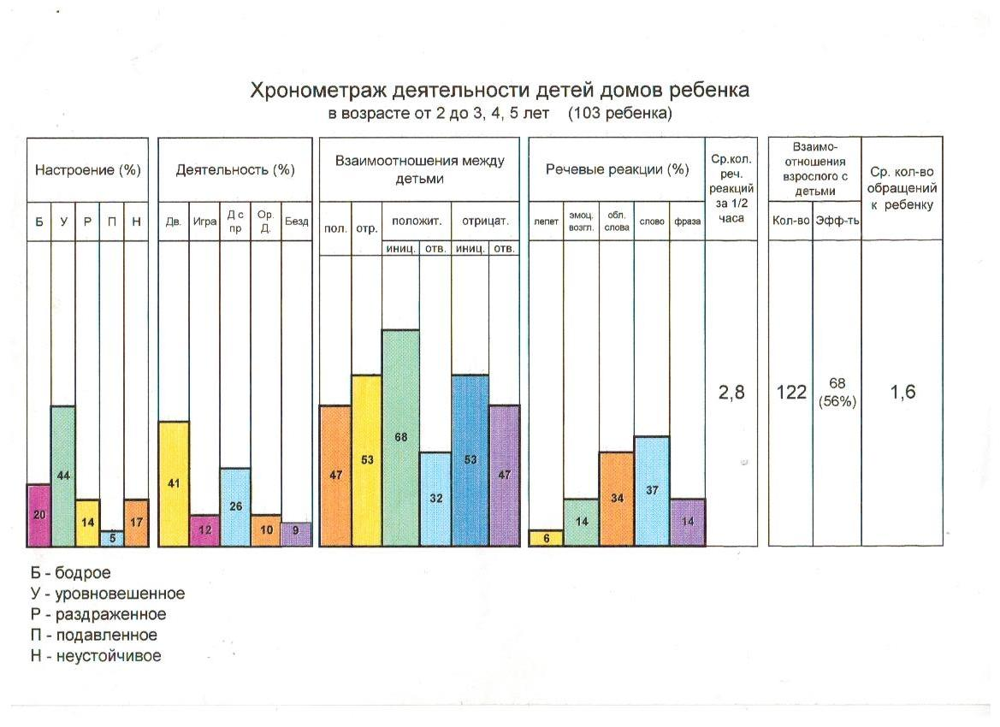 Хронометраж деятельности детей домов ребенка
в возрасте от 2 до 3, 4, 5 лет (103 ребенка)
Настроение (%)
Б У Р П Н
20 44 14 5 17
Деятельность (%)
Дв. Игра Д с пр Ор. Д. Безд
41 12 26 10 9
Взаимоотношения между
детьми
пол. отр. положит. отрицат.
иниц. отв. иниц. отв.
47 53 68 32 53 47
Речевые реакции (%)
лепет эмоц. возгл. обл. слова слово фраза
6 14 34 37 14
Ср.кол.
реч.
реакций
за 1/2
часа
2,8
Взаимо-
отношения
взрослого с
детьми
Кол-во Эфф-ть
122 68
(56%)
Ср. кол-во
обращений
к ребенку
1,6
Б - бодрое
У - уровновешенное
Р - раздраженное
П - подавленное
Н - неустойчивое